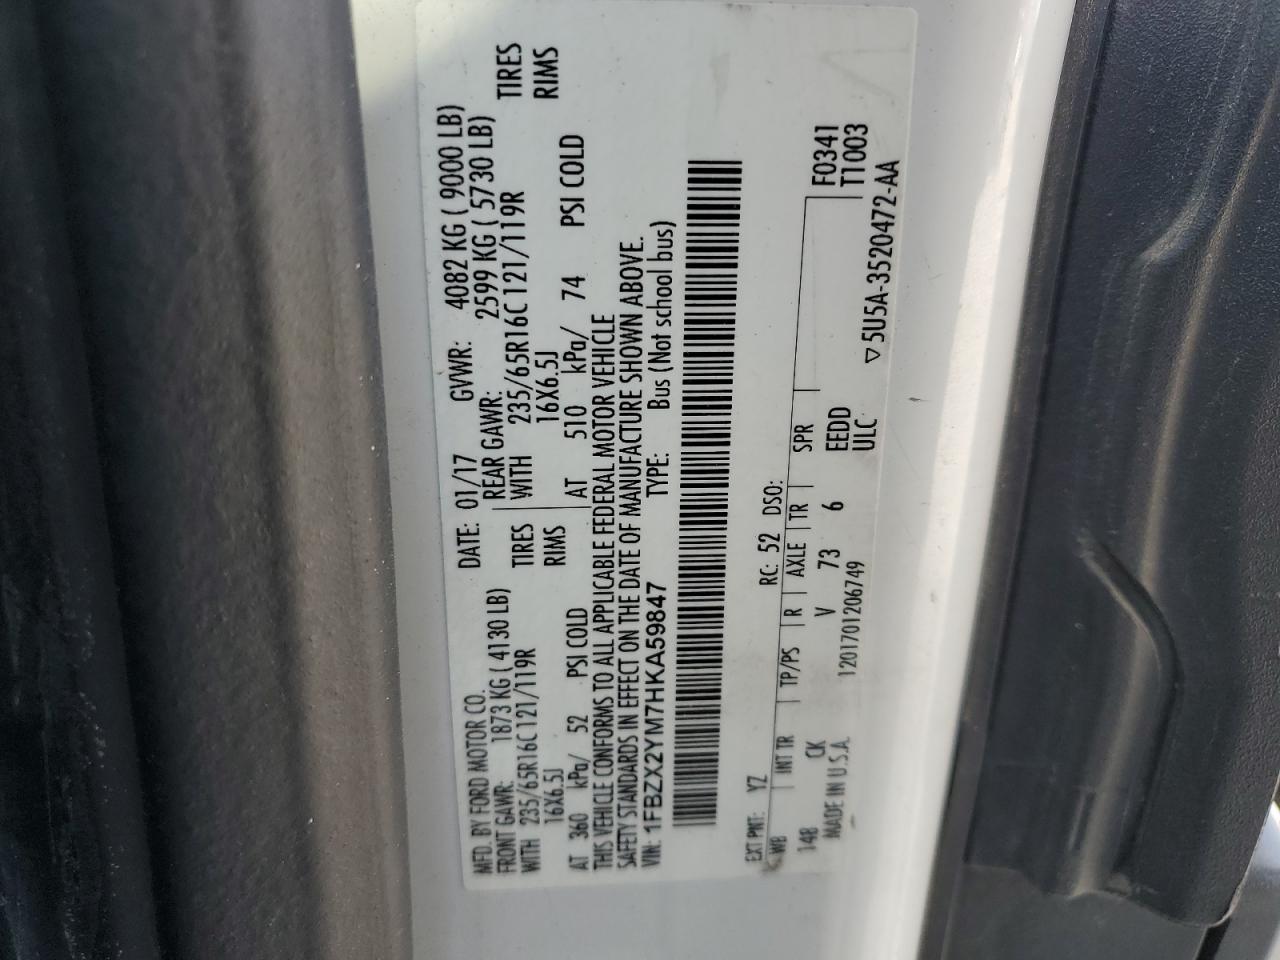 MFD. BY FORD MOTOR CO.
DATE: 01/17 GVWR: 4082 KG ( 9000 LB)
FRONT GAWR: 1873 KG ( 4130 LB) REAR GAWR: 2599 KG ( 5730 LB)
WITH 235/65R16C 121/119R TIRES WITH 235/65R16C 121/119R TIRES
16X6.5J RIMS 16X6.5J RIMS
AT 360 kPa/ 52 PSI COLD AT 510 kPa/ 74 PSI COLD
THIS VEHICLE CONFORMS TO ALL APPLICABLE FEDERAL MOTOR VEHICLE
SAFETY STANDARDS IN EFFECT ON THE DATE OF MANUFACTURE SHOWN ABOVE.
VIN: 1FBZX2YM7HKA59847 TYPE: Bus (Not school bus)
EXT PNT: YZ RC: 52 DSO:
WB INT TR TP/PS R AXLE TR SPR F0341
148 CK V 73 6 EEDD T1003
MADE IN U.S.A. 1201701206749 ULC
▽5U5A-3520472-AA